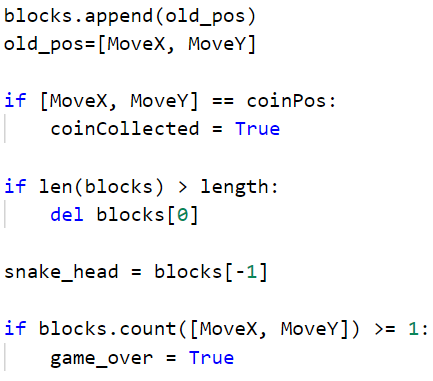 blocks.append(old_pos)
old_pos=[MoveX, MoveY]
if [MoveX, MoveY] == coinPos:
    coinCollected = True
if len(blocks) > length:
    del blocks[0]
snake_head = blocks[-1]
if blocks.count([MoveX, MoveY]) >= 1:
    game_over = True